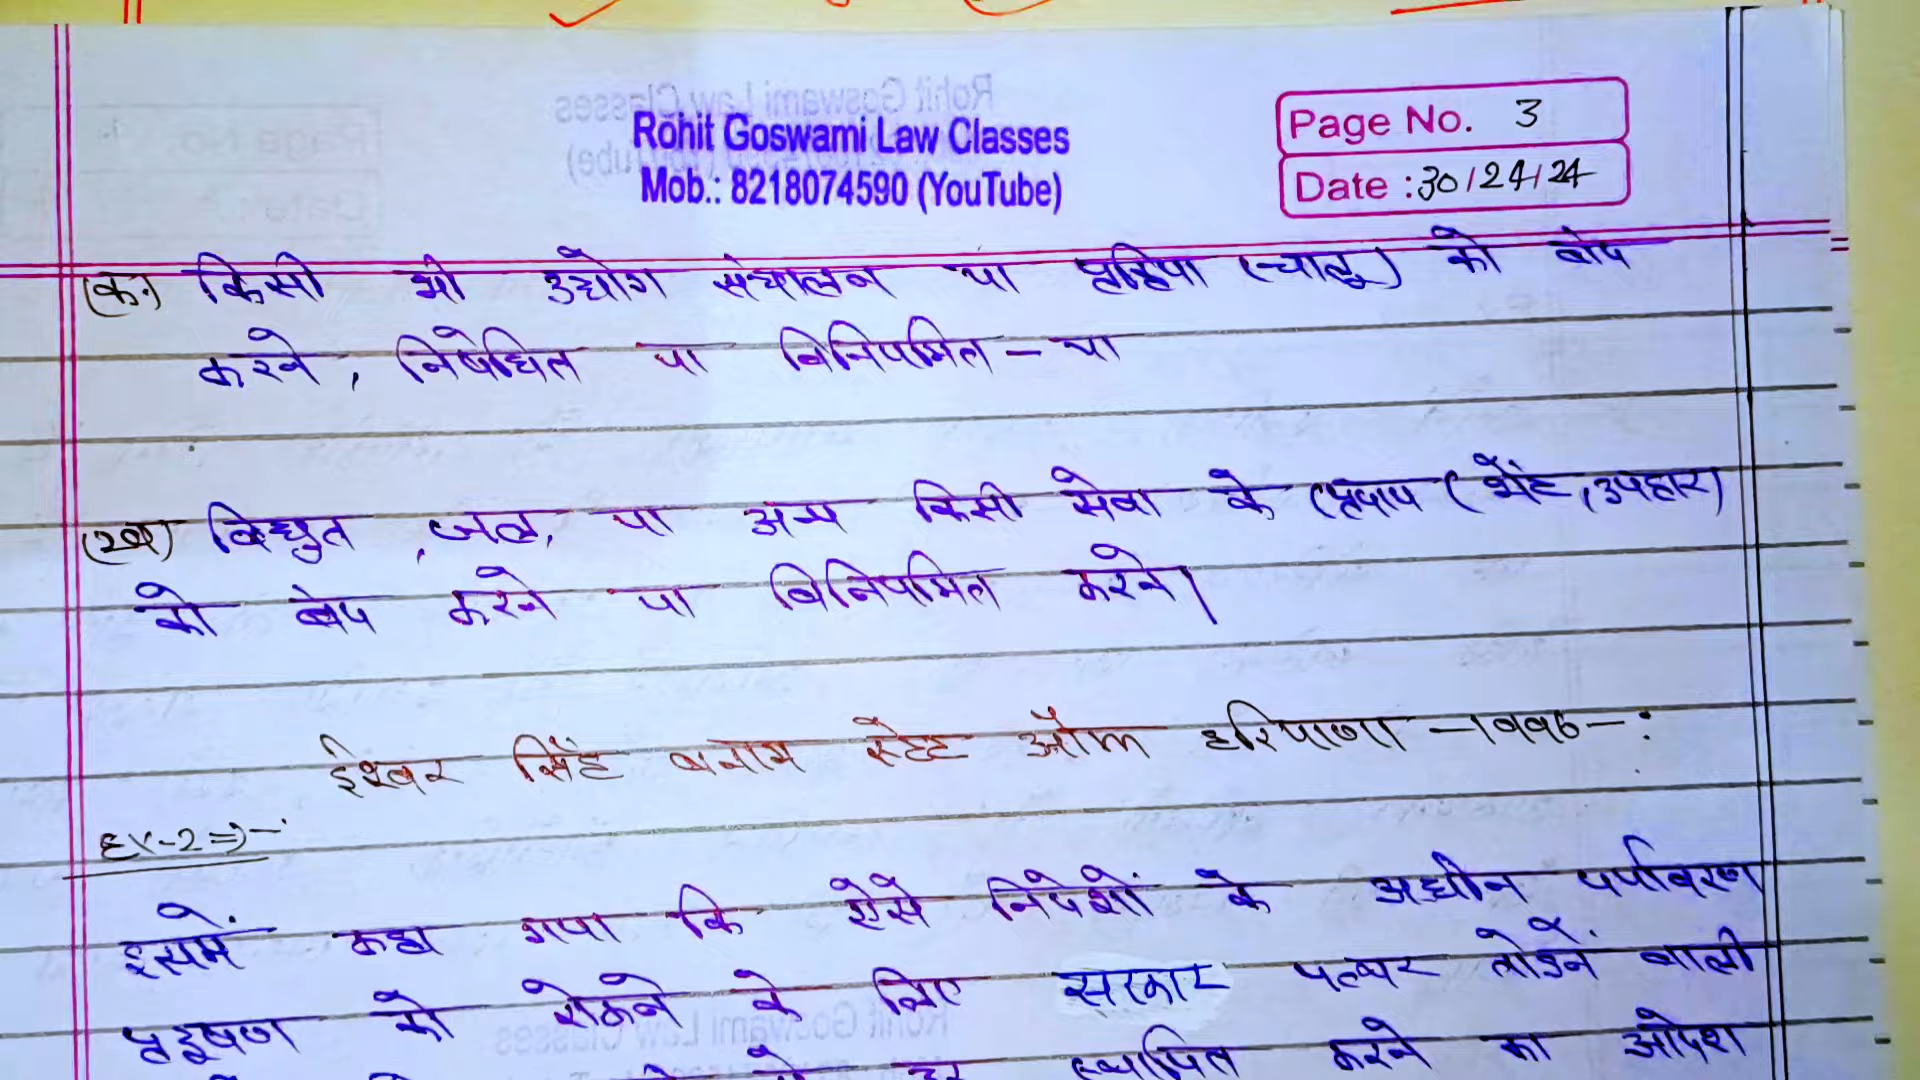 Rohit Goswami Law Classes
Mob.: 8218074590 (YouTube)
Page No. 3
Date : 30/24/24
(क) किसी भी उद्योग संचालन या प्रक्रिया (चालू) को बंद
करने, निषेधित या विनियमित - या
(ख) विद्युत, जल, या अन्य किसी सेवा के (प्रदाय (भेंट, उपहार)
को बंद करने या विनियमित करने।
ईश्वर सिंह बनाम स्टेट ऑफ हरियाणा - 1996 - :
Ex-2 => -:
इसमें कहा गया कि ऐसे निदेशों के अधीन पर्यावरण
प्रदूषण को रोकने के लिए सरकार पत्थर तोडनें वाली
स्थापित करने का आदेश